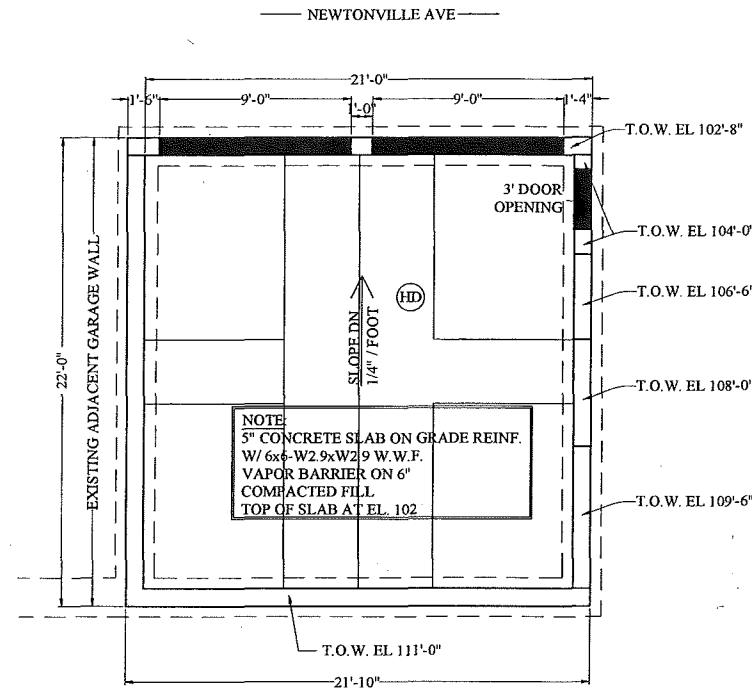 NEWTONVILLE AVE
21'-0"
1'-6"
9'-0"
1'-0"
9'-0"
1'-4"
T.O.W. EL 102'-8"
3' DOOR
OPENING
T.O.W. EL 104'-0"
T.O.W. EL 106'-6"
HD
SLOPE DN
1/4" / FOOT
22'-0"
EXISTING ADJACENT GARAGE WALL
T.O.W. EL 108'-0"
NOTE:
5" CONCRETE SLAB ON GRADE REINF.
W/ 6x6-W2.9xW2.9 W.W.F.
VAPOR BARRIER ON 6"
COMPACTED FILL
TOP OF SLAB AT EL. 102
T.O.W. EL 109'-6"
T.O.W. EL 111'-0"
21'-10"